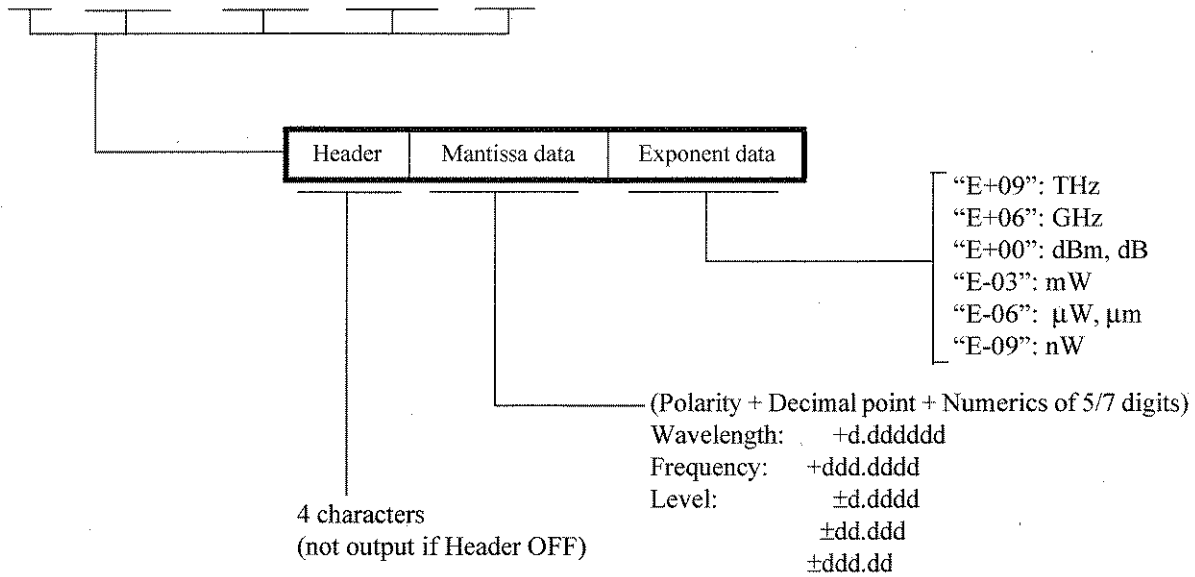 Header Mantissa data Exponent data
“E+09”: THz
“E+06”: GHz
“E+00”: dBm, dB
“E-03”: mW
“E-06”: μW, μm
“E-09”: nW
(Polarity + Decimal point + Numerics of 5/7 digits)
Wavelength: +d.dddddd
Frequency: +ddd.dddd
Level: ±d.dddd
±dd.ddd
±ddd.dd
4 characters
(not output if Header OFF)